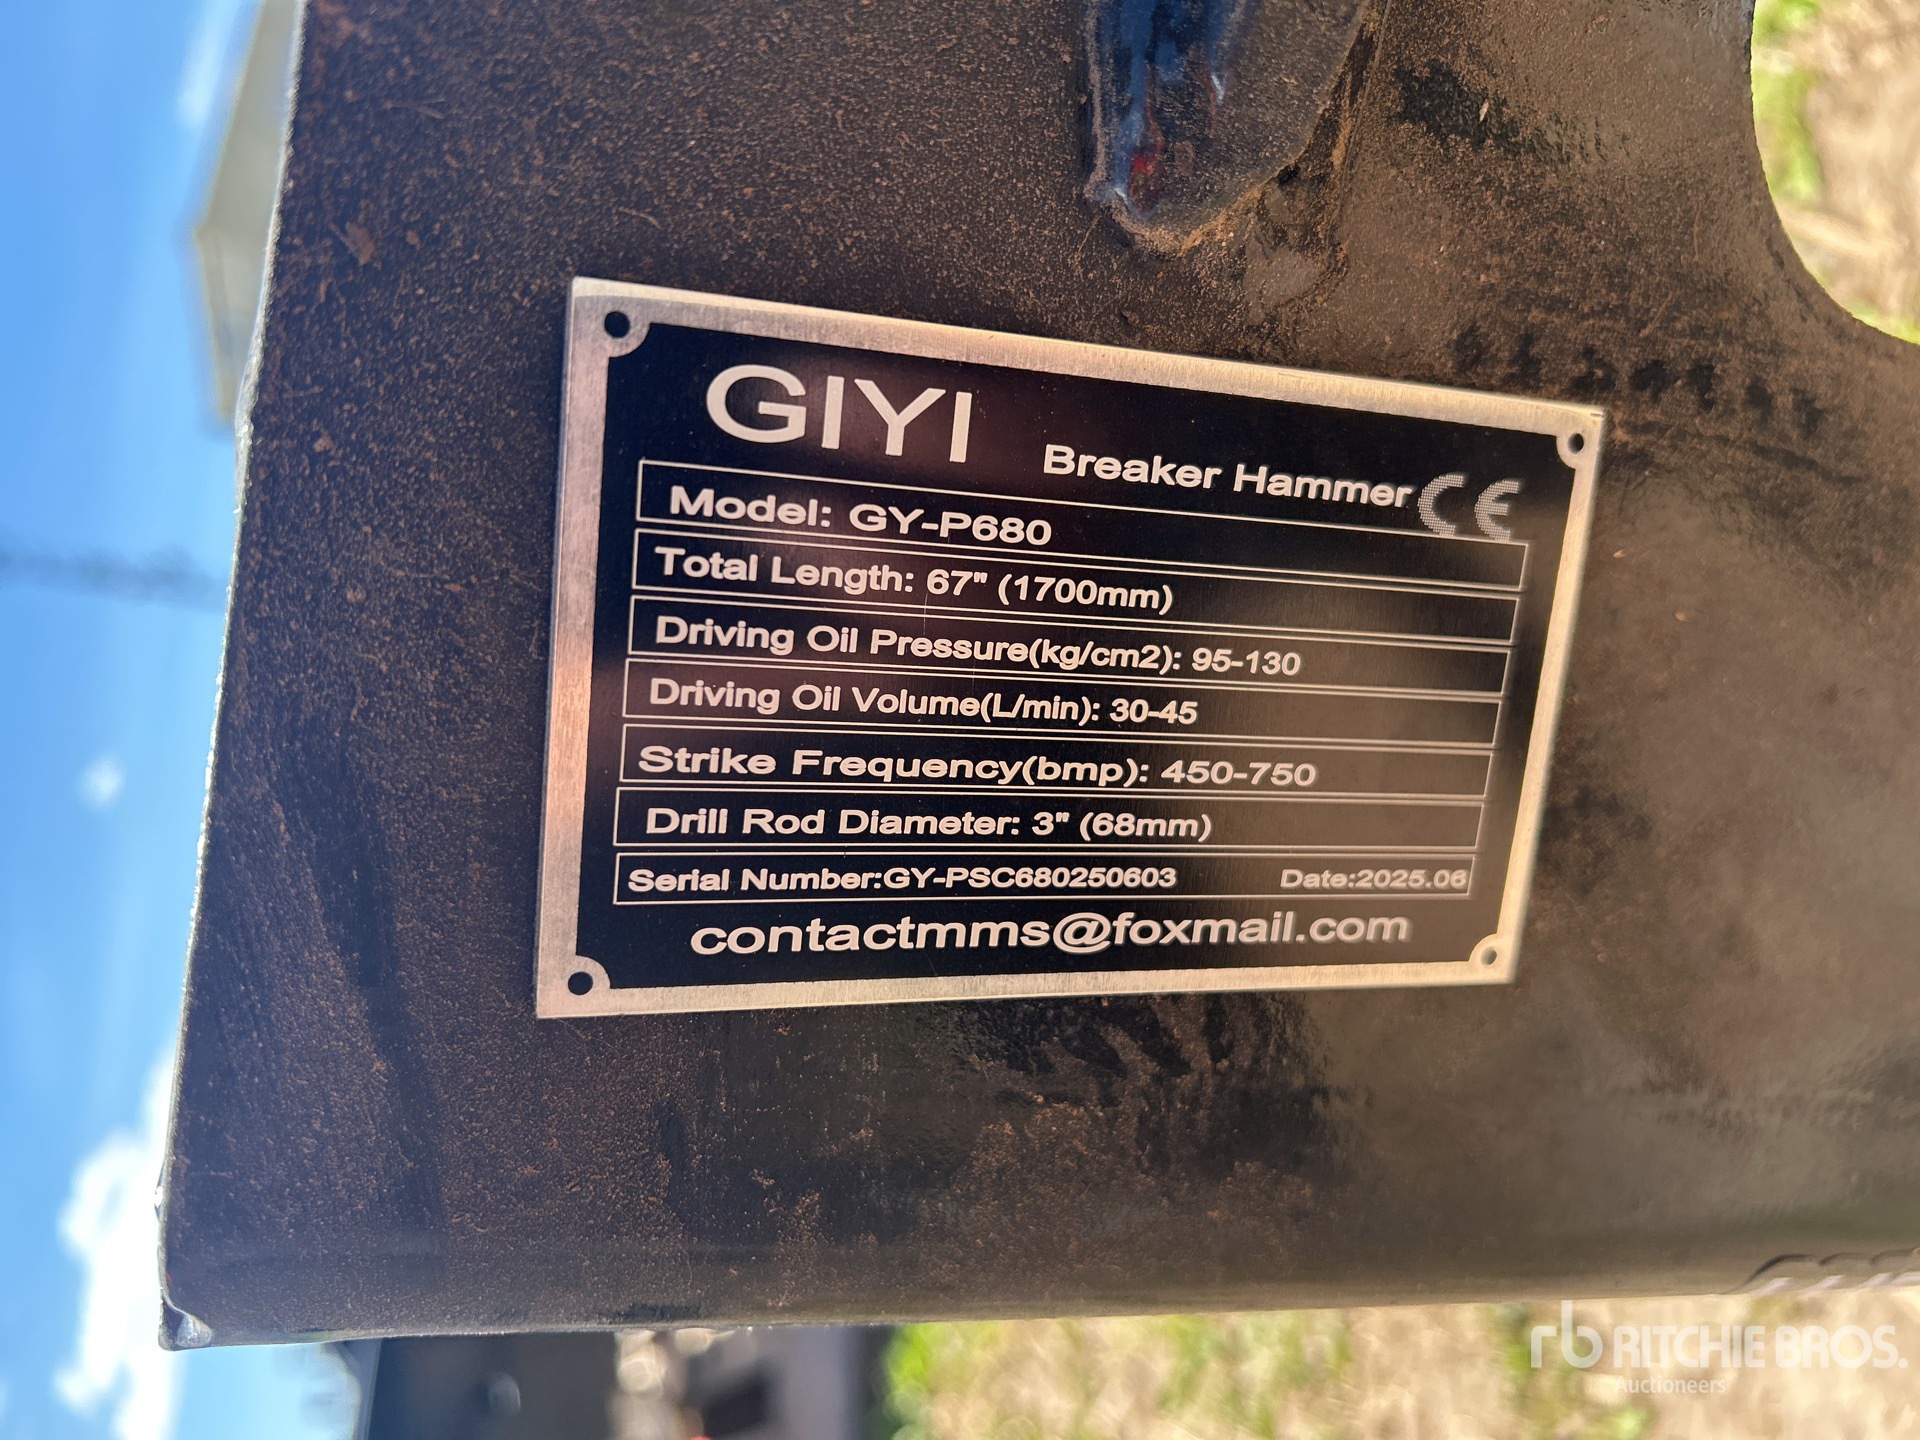 GIYI Breaker Hammer CE
Model: GY-P680
Total Length: 67" (1700mm)
Driving Oil Pressure(kg/cm2): 95-130
Driving Oil Volume(L/min): 30-45
Strike Frequency(bmp): 450-750
Drill Rod Diameter: 3" (68mm)
Serial Number:GY-PSC680250603 Date:2025.06
contactmms@foxmail.com
rb RITCHIE BROS.
Auctioneers